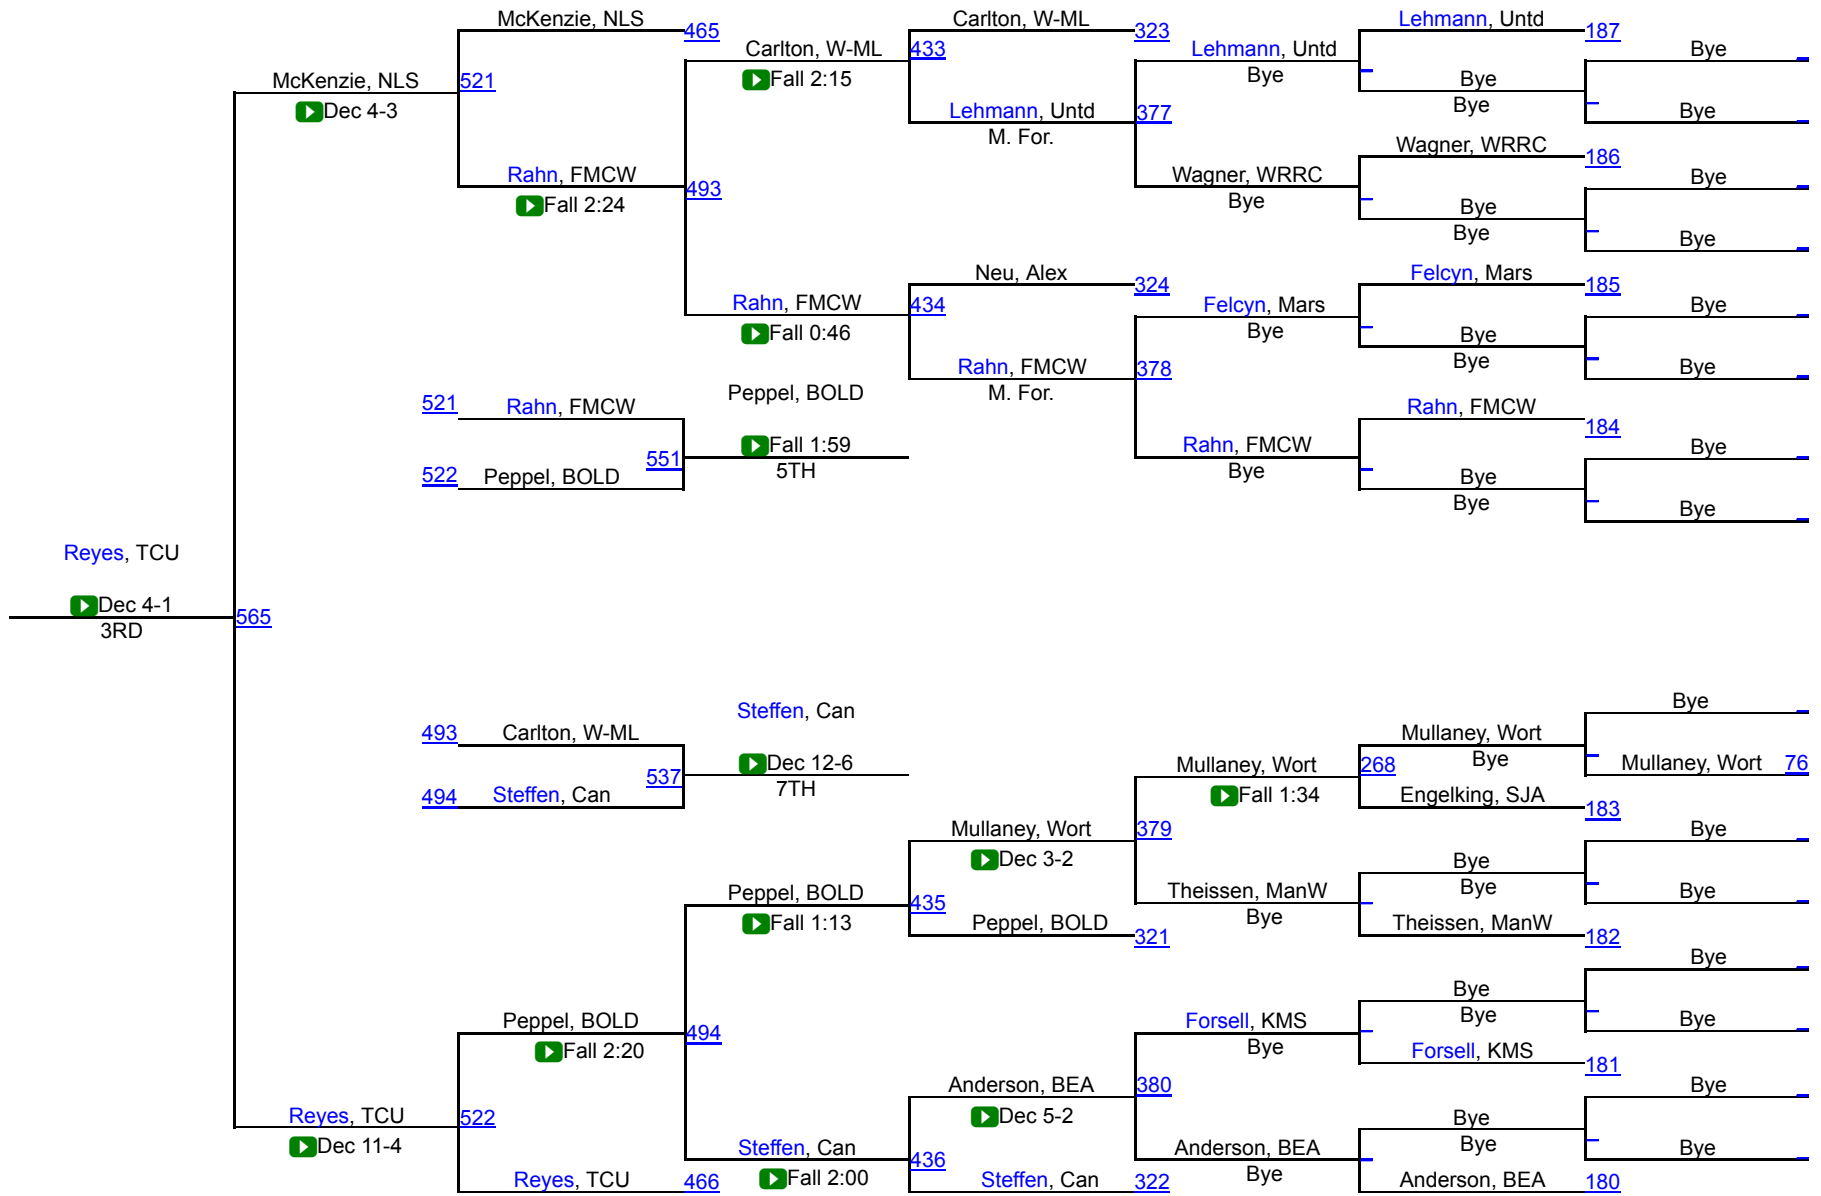 McKenzie, NLS
465
Carlton, W-ML
323
Lehmann, Untd
187
Carlton, W-ML
433
Fall 2:15
Lehmann, Untd
Bye
Bye
Bye
Bye
Bye
McKenzie, NLS
521
Dec 4-3
Lehmann, Untd
377
M. For.
Wagner, WRRC
186
Bye
Rahn, FMCW
493
Fall 2:24
Wagner, WRRC
Bye
Bye
Bye
Bye
Neu, Alex
324
Felcyn, Mars
185
Rahn, FMCW
434
Fall 0:46
Felcyn, Mars
Bye
Bye
Bye
Bye
Bye
Rahn, FMCW
378
M. For.
521
Rahn, FMCW
Peppel, BOLD
Rahn, FMCW
184
551
Fall 1:59
5TH
Rahn, FMCW
Bye
Bye
522
Peppel, BOLD
Bye
Bye
Bye
Reyes, TCU
Dec 4-1
3RD
565
Steffen, Can
Bye
493
Carlton, W-ML
Mullaney, Wort
Bye
537
Dec 12-6
7TH
Mullaney, Wort
268
Fall 1:34
Mullaney, Wort
76
494
Steffen, Can
Engelking, SJA
183
Mullaney, Wort
379
Dec 3-2
Bye
Bye
Bye
Peppel, BOLD
435
Fall 1:13
Theissen, ManW
Bye
Bye
Peppel, BOLD
321
Theissen, ManW
182
Bye
Bye
Bye
Peppel, BOLD
494
Fall 2:20
Forsell, KMS
Bye
Bye
Forsell, KMS
181
Anderson, BEA
380
Dec 5-2
Bye
Reyes, TCU
522
Dec 11-4
Bye
Bye
Steffen, Can
436
Fall 2:00
Anderson, BEA
Bye
Bye
Reyes, TCU
466
Steffen, Can
322
Anderson, BEA
180